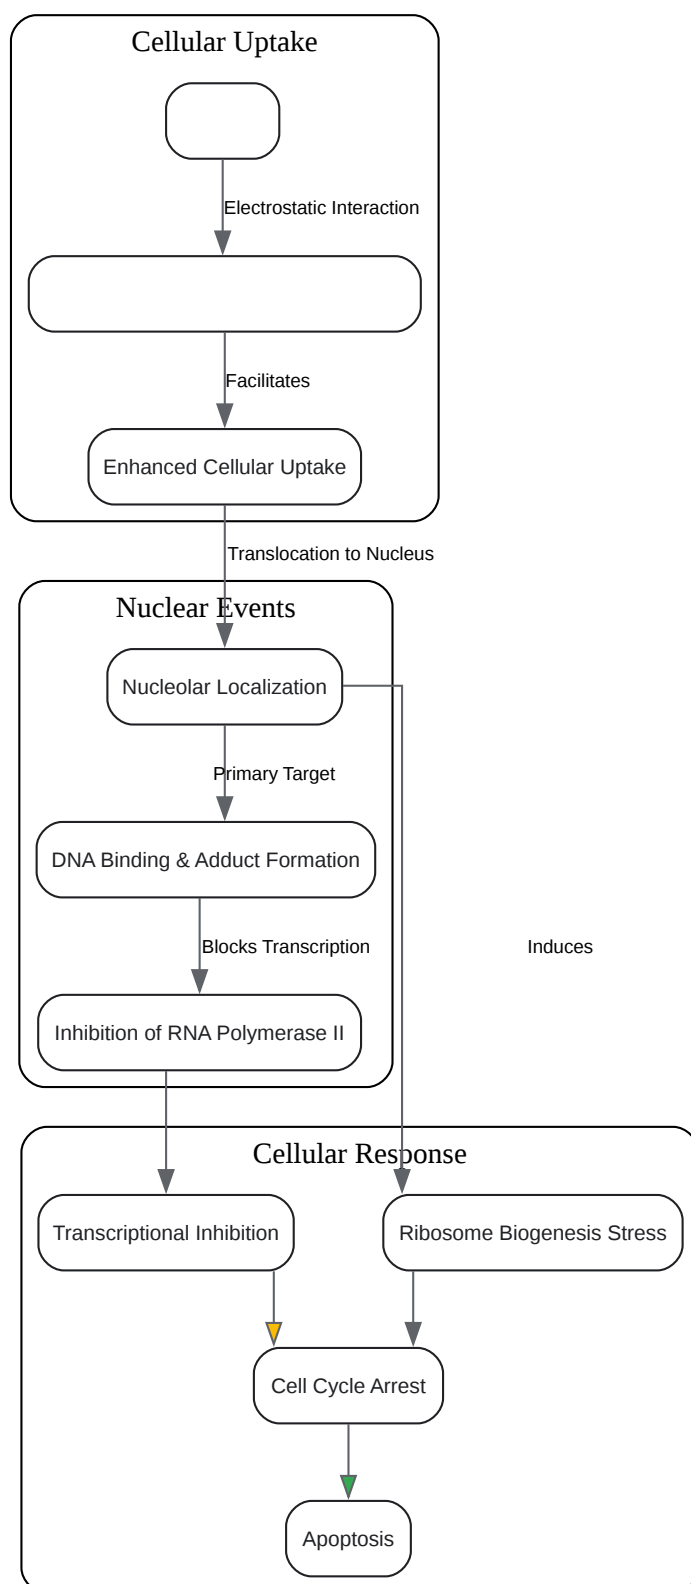 Cellular Uptake
Electrostatic Interaction
Facilitates
Enhanced Cellular Uptake
Translocation to Nucleus
Nuclear Events
Nucleolar Localization
Primary Target
DNA Binding & Adduct Formation
Blocks Transcription
Induces
Inhibition of RNA Polymerase II
Cellular Response
Transcriptional Inhibition
Ribosome Biogenesis Stress
Cell Cycle Arrest
Apoptosis